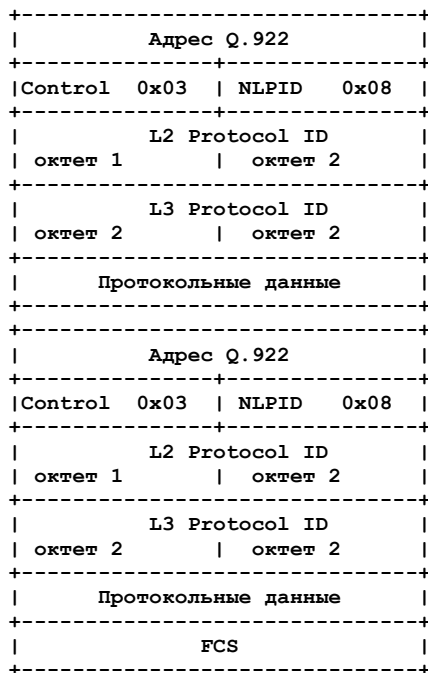 +-------------------------------+
|          Адрес Q.922          |
+---------------+---------------+
|Control  0x03  | NLPID   0x08  |
+---------------+---------------+
|         L2 Protocol ID        |
| октет 1       |  октет 2      |
+-------------------------------+
|         L3 Protocol ID        |
| октет 2       |  октет 2      |
+-------------------------------+
|      Протокольные данные      |
+-------------------------------+
+-------------------------------+
|          Адрес Q.922          |
+---------------+---------------+
|Control  0x03  | NLPID   0x08  |
+---------------+---------------+
|         L2 Protocol ID        |
| октет 1       |  октет 2      |
+-------------------------------+
|         L3 Protocol ID        |
| октет 2       |  октет 2      |
+-------------------------------+
|      Протокольные данные      |
+-------------------------------+
|              FCS              |
+-------------------------------+